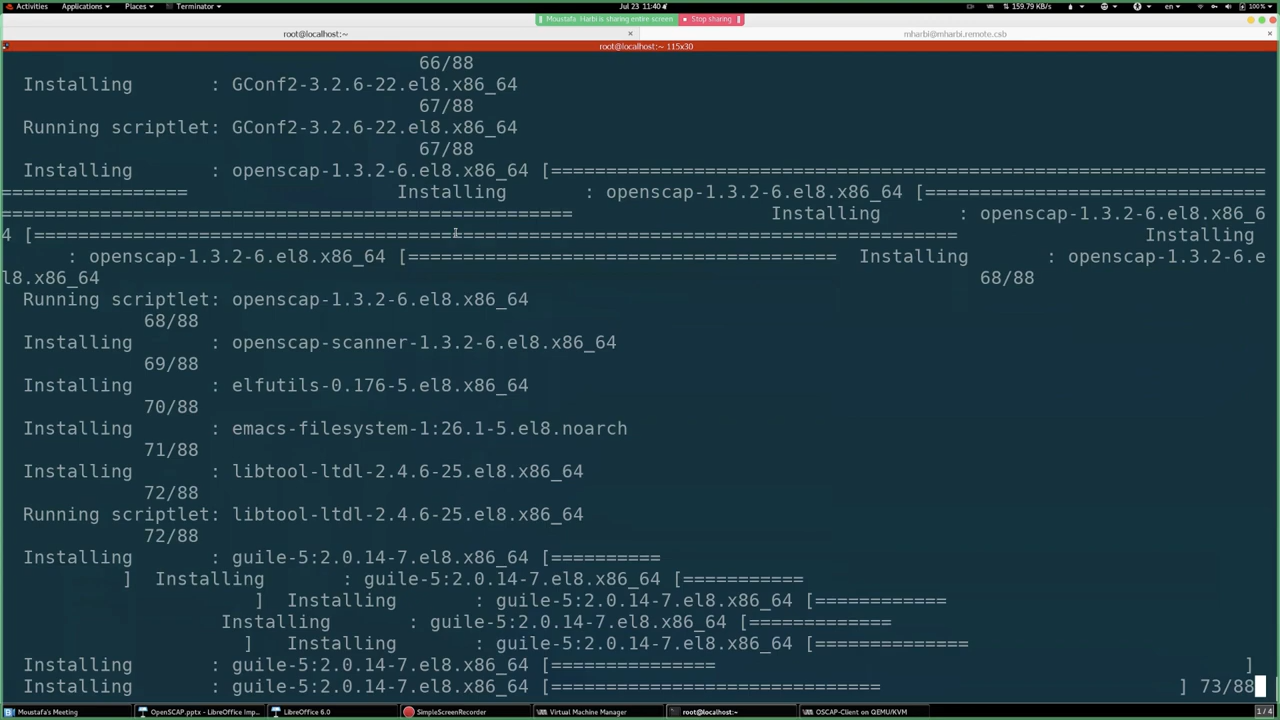 Activities Applications Places Terminator Jul 23 11:40 159.79 KB/s en 100%
Moustafa Harbi is sharing entire screen Stop sharing
root@localhost:~ mharbi@mharbi.remote.csb
root@localhost:~ 115x30
66/88
Installing : GConf2-3.2.6-22.el8.x86_64
67/88
Running scriptlet: GConf2-3.2.6-22.el8.x86_64
67/88
Installing : openscap-1.3.2-6.el8.x86_64 [==================================================================
================= Installing : openscap-1.3.2-6.el8.x86_64 [===============================
==================================================== Installing : openscap-1.3.2-6.el8.x86_6
4 [===================================================================================== Installing
: openscap-1.3.2-6.el8.x86_64 [======================================= Installing : openscap-1.3.2-6.e
l8.x86_64 68/88
Running scriptlet: openscap-1.3.2-6.el8.x86_64
68/88
Installing : openscap-scanner-1.3.2-6.el8.x86_64
69/88
Installing : elfutils-0.176-5.el8.x86_64
70/88
Installing : emacs-filesystem-1:26.1-5.el8.noarch
71/88
Installing : libtool-ltdl-2.4.6-25.el8.x86_64
72/88
Running scriptlet: libtool-ltdl-2.4.6-25.el8.x86_64
72/88
Installing : guile-5:2.0.14-7.el8.x86_64 [==========
] Installing : guile-5:2.0.14-7.el8.x86_64 [===========
] Installing : guile-5:2.0.14-7.el8.x86_64 [============
Installing : guile-5:2.0.14-7.el8.x86_64 [=============
] Installing : guile-5:2.0.14-7.el8.x86_64 [==============
Installing : guile-5:2.0.14-7.el8.x86_64 [=============== ]
Installing : guile-5:2.0.14-7.el8.x86_64 [============================== ] 73/88
Moustafa's Meeting OpenSCAP.pptx - LibreOffice Imp... LibreOffice 6.0 SimpleScreenRecorder Virtual Machine Manager root@localhost:~ OSCAP-Client on QEMU/KVM 1 / 4